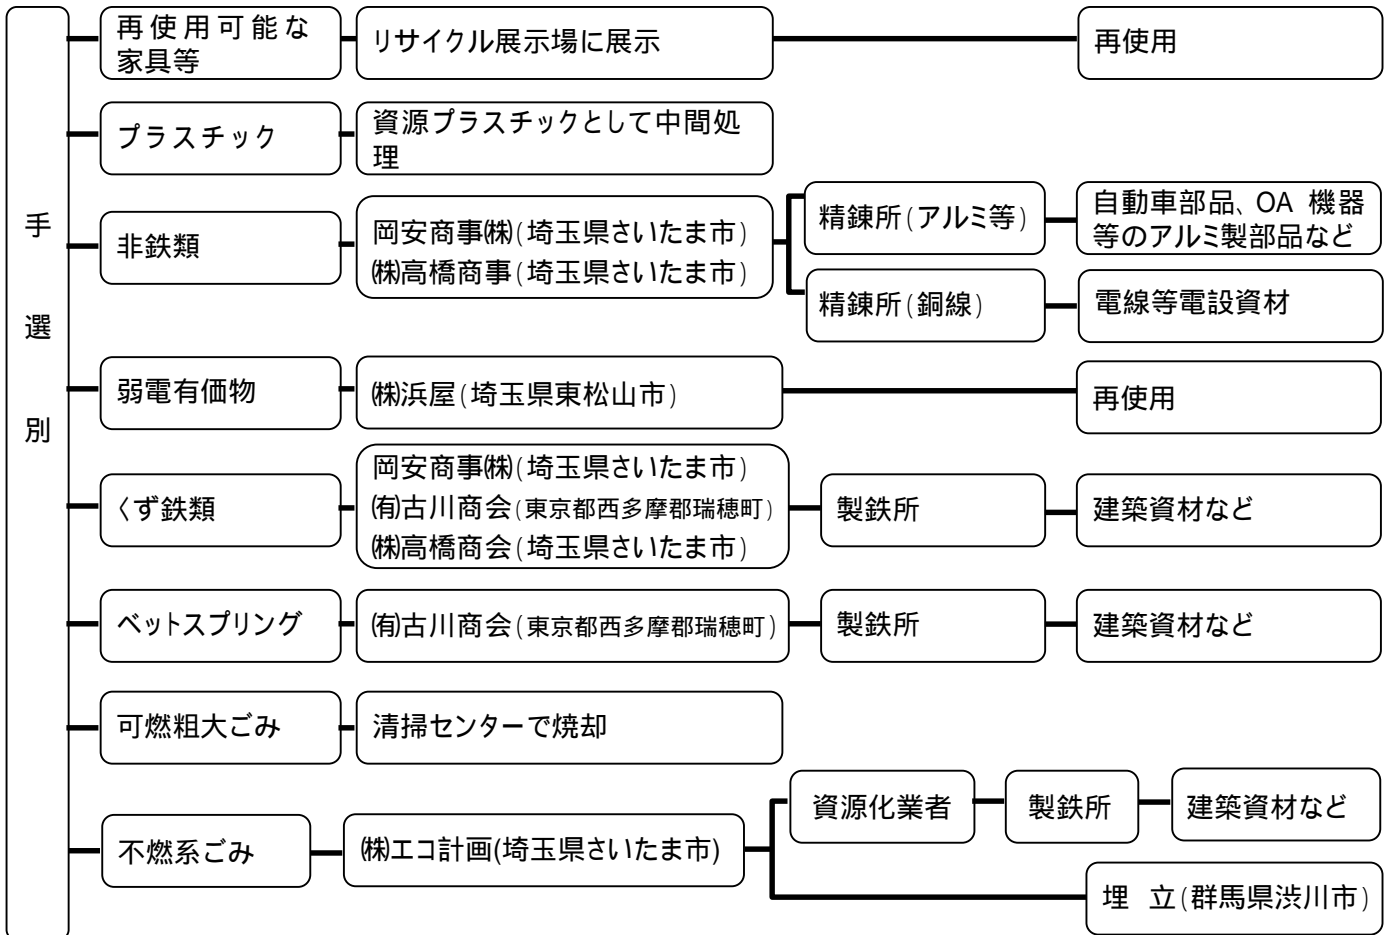 手選別
再使用可能な
家具等
リサイクル展示場に展示
再使用
プラスチック
資源プラスチックとして中間処
理
非鉄類
岡安商事㈱(埼玉県さいたま市)
㈱高橋商事(埼玉県さいたま市)
精錬所(アルミ等)
自動車部品、OA 機器
等のアルミ製部品など
精錬所(銅線)
電線等電設資材
弱電有価物
㈱浜屋(埼玉県東松山市)
再使用
くず鉄類
岡安商事㈱(埼玉県さいたま市)
㈲古川商会(東京都西多摩郡瑞穂町)
㈱高橋商会(埼玉県さいたま市)
製鉄所
建築資材など
ベットスプリング
㈲古川商会(東京都西多摩郡瑞穂町)
製鉄所
建築資材など
可燃粗大ごみ
清掃センターで焼却
不燃系ごみ
㈱エコ計画(埼玉県さいたま市)
資源化業者
製鉄所
建築資材など
埋 立(群馬県渋川市)